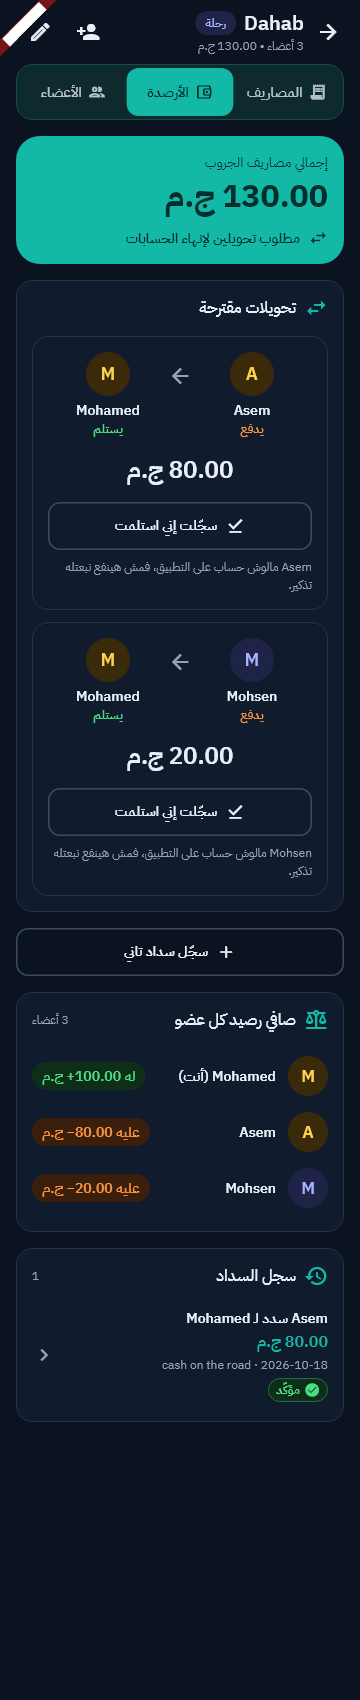 Dahab رحلة
3 أعضاء • 130.00 ج.م
المصاريف
الأرصدة
الأعضاء
إجمالي مصاريف الجروب
130.00 ج.م
مطلوب تحويلين لإنهاء الحسابات
تحويلات مقترحة
A M
Asem Mohamed
يدفع يستلم
80.00 ج.م
سجّلت إني استلمت
Asem مالوش حساب على التطبيق، فمش هينفع نبعتله
تذكير.
M M
Mohsen Mohamed
يدفع يستلم
20.00 ج.م
سجّلت إني استلمت
Mohsen مالوش حساب على التطبيق، فمش هينفع نبعتله
تذكير.
سجّل سداد تاني
صافي رصيد كل عضو 3 أعضاء
M Mohamed (أنت) له +100.00 ج.م
A Asem عليه −80.00 ج.م
M Mohsen عليه −20.00 ج.م
سجل السداد 1
Asem سدد لـ Mohamed
80.00 ج.م
cash on the road · 2026-10-18
مؤكّد